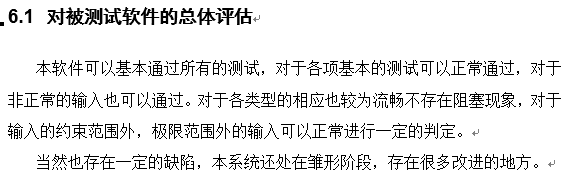 6.1 对被测试软件的总体评估
本软件可以基本通过所有的测试，对于各项基本的测试可以正常通过，对于
非正常的输入也可以通过。对于各类型的相应也较为流畅不存在阻塞现象，对于
输入的约束范围外，极限范围外的输入可以正常进行一定的判定。
当然也存在一定的缺陷，本系统还处在雏形阶段，存在很多改进的地方。